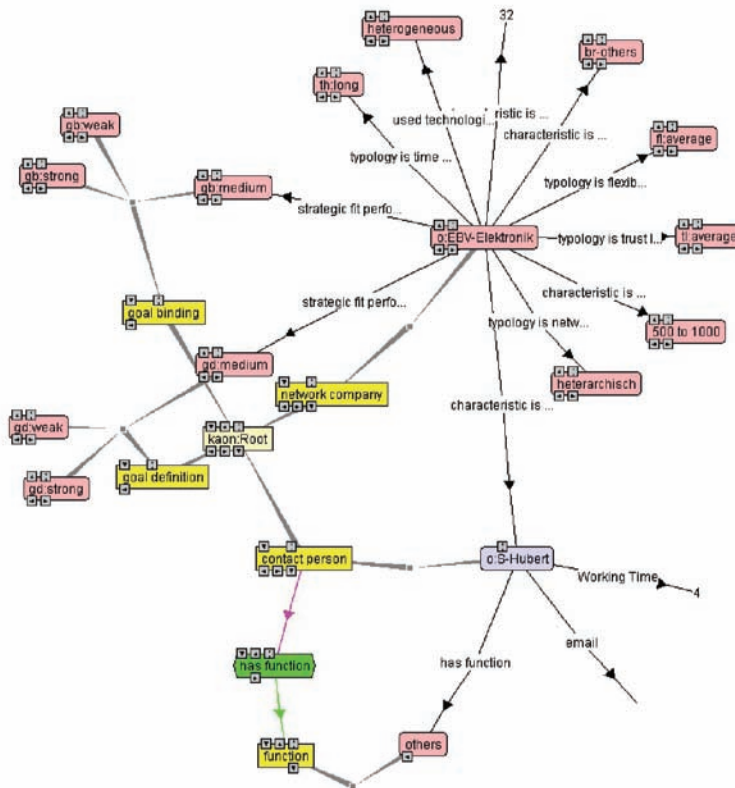 32
heterogeneous
br-others
th:long
used technologi...
ristic is ...
characteristic is ...
gb:weak
fl:average
typology is time ...
gb:strong
gb:medium
typology is flexib...
strategic fit perfo...
o:EBV-Elektronik
typology is trust l...
tl:average
characteristic is ...
strategic fit perfo...
goal binding
typology is netw...
500 to 1000
gd:medium
heterarchisch
network company
characteristic is ...
gd:weak
kaon:Root
goal definition
gd:strong
contact person
o:S-Hubert
Working Time
4
email
has function
has function
others
function